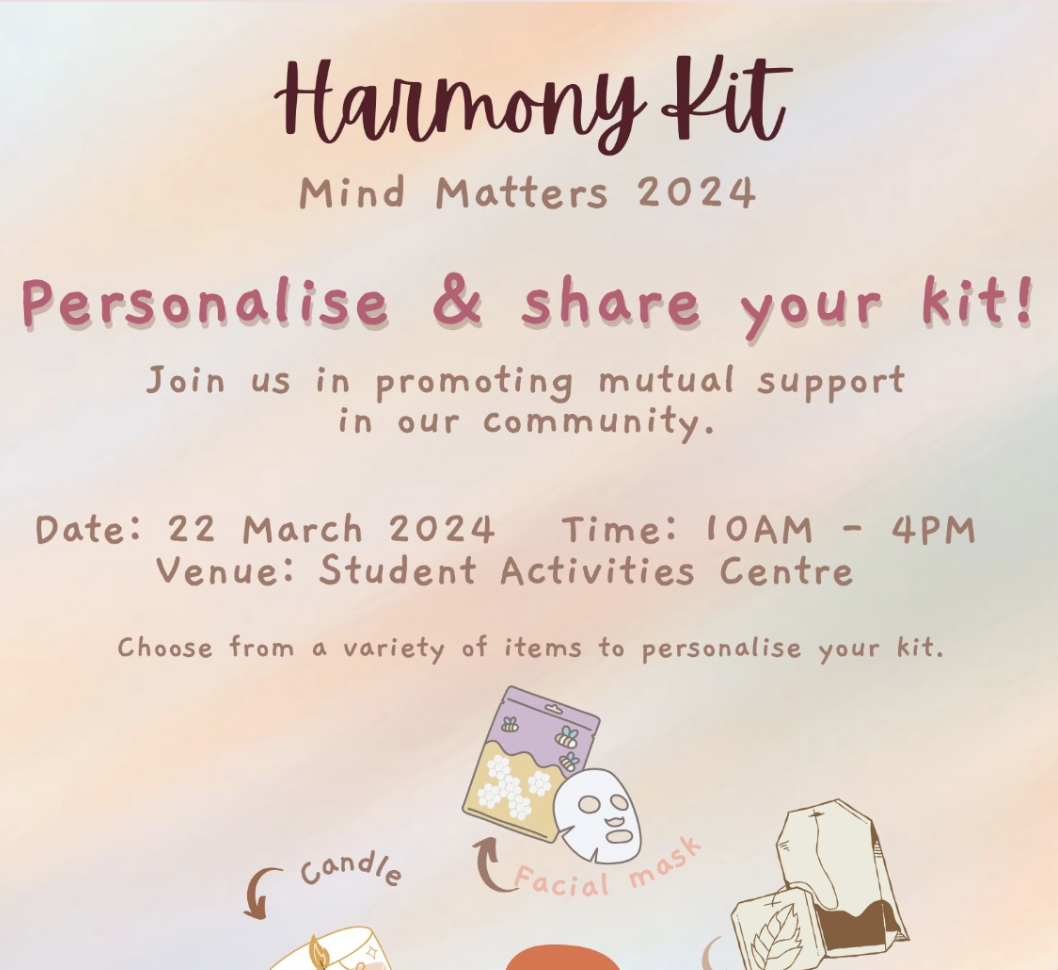 Harmony Kit
Mind Matters 2024
Personalise & share your kit!
Join us in promoting mutual support
in our community.
Date: 22 March 2024 Time: 10AM - 4PM
Venue: Student Activities Centre
Choose from a variety of items to personalise your kit.
Candle
Facial mask